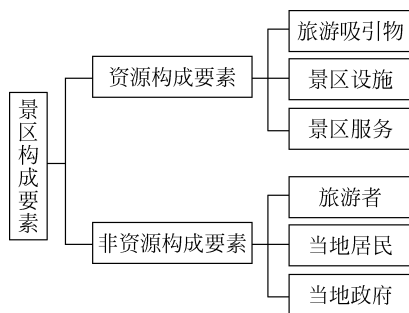 景区构成要素
资源构成要素
旅游吸引物
景区设施
景区服务
非资源构成要素
旅游者
当地居民
当地政府